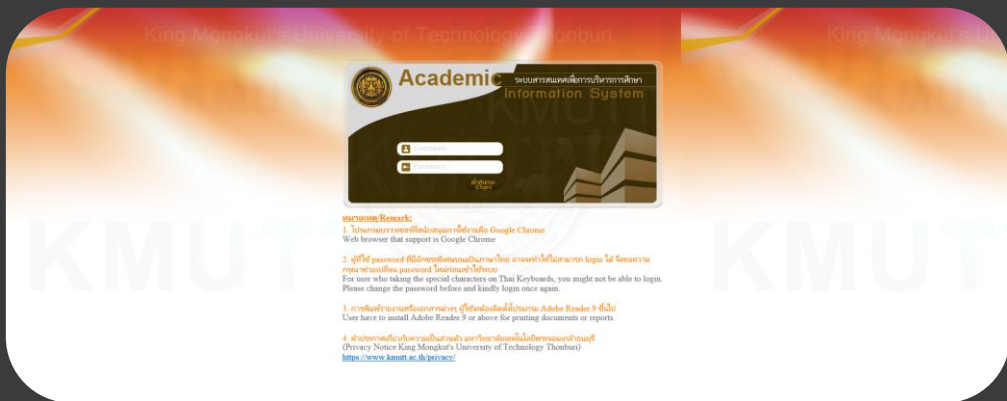 King Mongkut's University of Technology Thonburi
King Mongkut's U
Academic
ระบบสารสนเทศเพื่อการบริหารการศึกษา
Information System
KMUTT
Username
Password
เข้าสู่ระบบ
(Login)
หมายเหตุ/Remark:
1. โปรแกรมบราวเซอร์ที่สนับสนุนการใช้งานคือ Google Chrome
Web browser that support is Google Chrome
2. ผู้ที่ใช้ password ที่มีอักขระพิเศษบนแป้นภาษาไทย อาจจะทำให้ไม่สามารถ login ได้ จึงขอความ
กรุณาช่วยเปลี่ยน password ใหม่ก่อนเข้าใช้ระบบ
For user who taking the special characters on Thai Keyboards, you might not be able to login.
Please change the password before and kindly login once again.
3. การพิมพ์รายงานหรือเอกสารต่างๆ ผู้ใช้จะต้องติดตั้งโปรแกรม Adobe Reader 9 ขึ้นไป
User have to install Adobe Reader 9 or above for printing documents or reports.
4. คำประกาศเกี่ยวกับความเป็นส่วนตัว มหาวิทยาลัยเทคโนโลยีพระจอมเกล้าธนบุรี
(Privacy Notice King Mongkut's University of Technology Thonburi)
https://www.kmutt.ac.th/privacy/